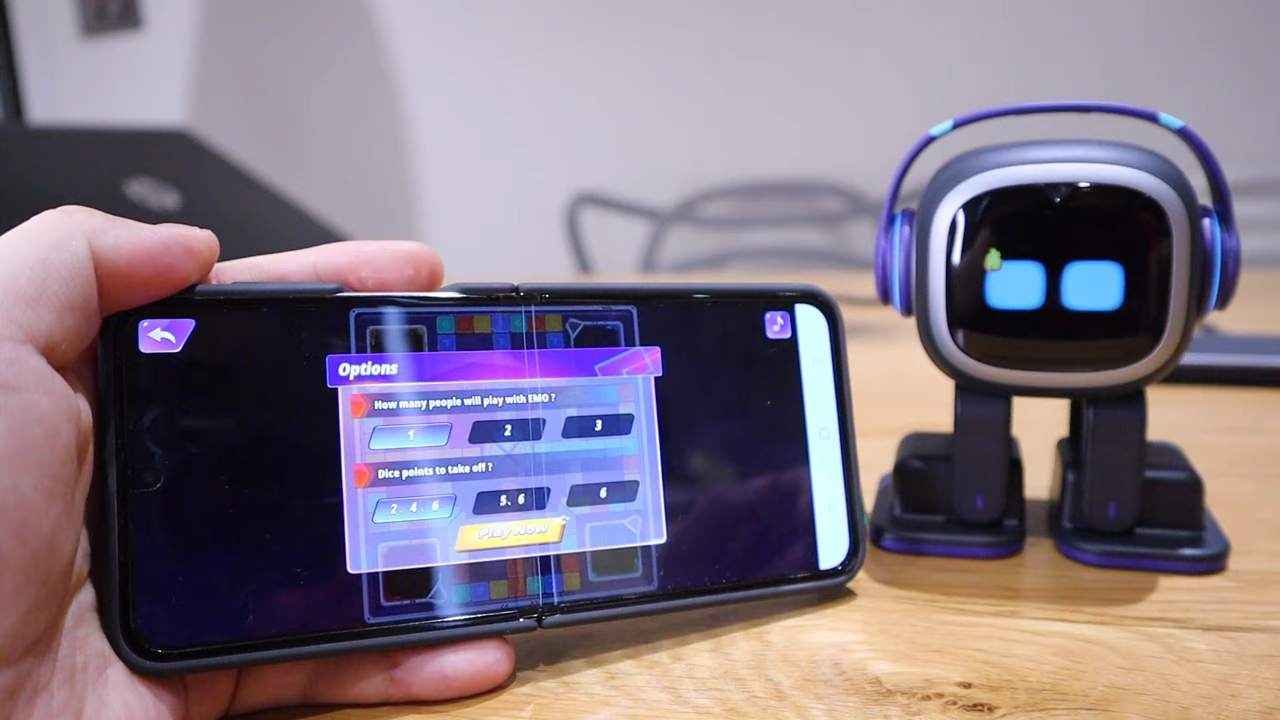 Options
How many people will play with EMO ?
1 2 3
Dice points to take off ?
2. 4. 6 5. 6 6
Play Now